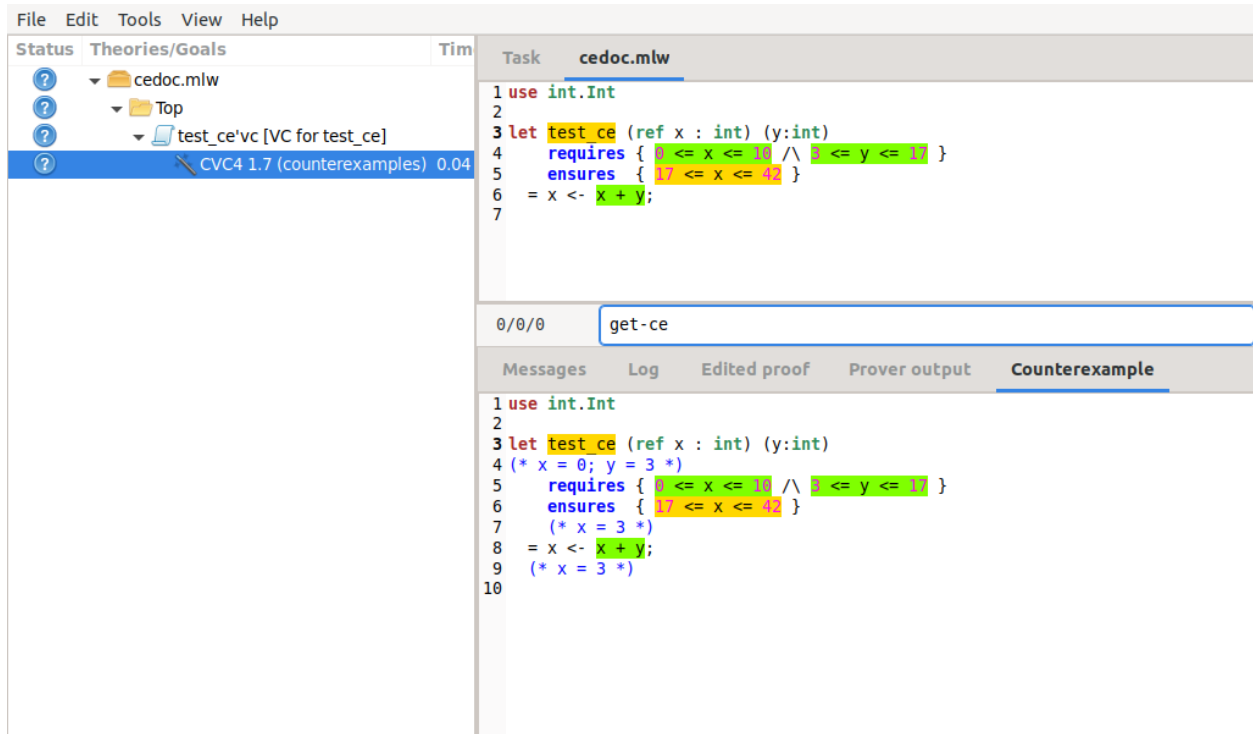 File Edit Tools View Help
Status Theories/Goals Tim
cedoc.mlw
Top
test_ce'vc [VC for test_ce]
CVC4 1.7 (counterexamples) 0.04
Task cedoc.mlw
1 use int.Int
2
3 let test_ce (ref x : int) (y:int)
4 requires { 0 <= x <= 10 /\ 3 <= y <= 17 }
5 ensures { 17 <= x <= 42 }
6 = x <- x + y;
7
0/0/0 get-ce
Messages Log Edited proof Prover output Counterexample
1 use int.Int
2
3 let test_ce (ref x : int) (y:int)
4 (* x = 0; y = 3 *)
5 requires { 0 <= x <= 10 /\ 3 <= y <= 17 }
6 ensures { 17 <= x <= 42 }
7 (* x = 3 *)
8 = x <- x + y;
9 (* x = 3 *)
10